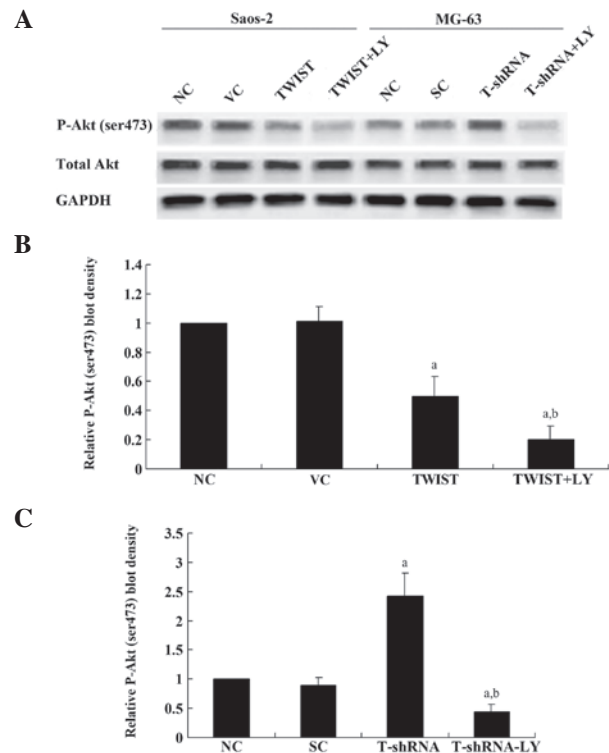 A
Saos-2 MG-63
NC VC TWIST TWIST+LY NC SC T-shRNA T-shRNA+LY
P-Akt (ser473)
Total Akt
GAPDH
B
Relative P-Akt (ser473) blot density
1.4
1.2
1
0.8
0.6
0.4
0.2
0
a
a,b
NC VC TWIST TWIST+LY
C
Relative P-Akt (ser473) blot density
3.5
3
2.5
2
1.5
1
0.5
0
a
a,b
NC SC T-shRNA T-shRNA-LY